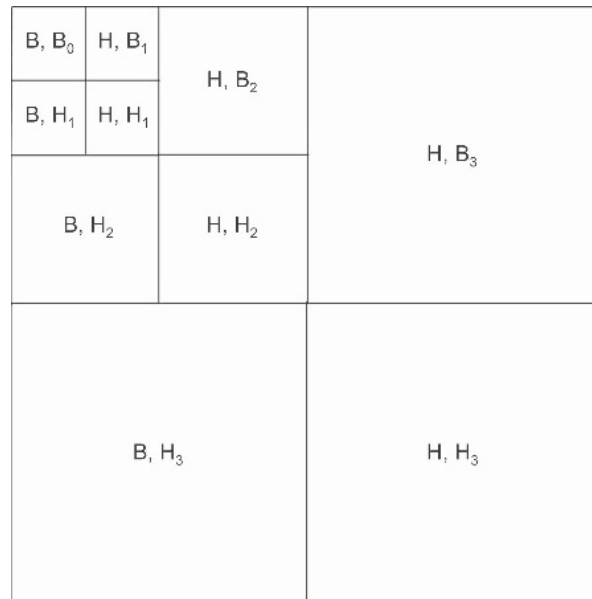 B, B₀ H, B₁
H, B₂
B, H₁ H, H₁
H, B₃
B, H₂ H, H₂
B, H₃ H, H₃